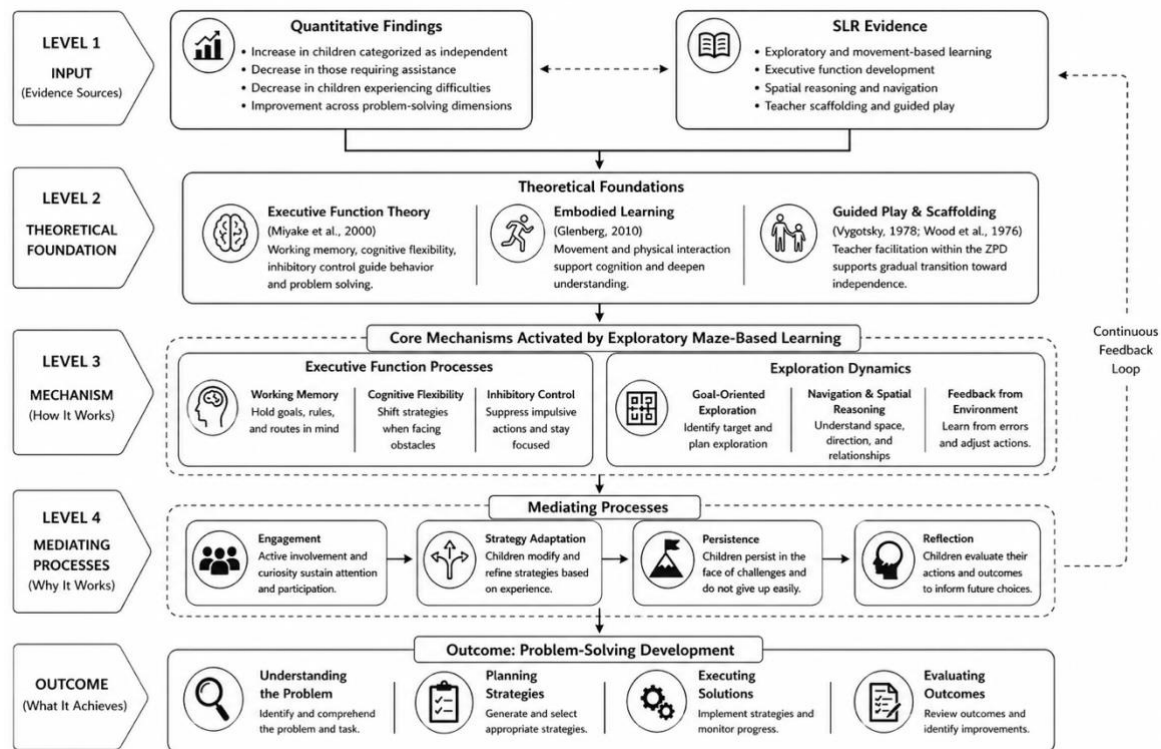 LEVEL 1
INPUT
(Evidence Sources)
Quantitative Findings
• Increase in children categorized as independent
• Decrease in those requiring assistance
• Decrease in children experiencing difficulties
• Improvement across problem-solving dimensions
SLR Evidence
• Exploratory and movement-based learning
• Executive function development
• Spatial reasoning and navigation
• Teacher scaffolding and guided play
LEVEL 2
THEORETICAL
FOUNDATION
Theoretical Foundations
Executive Function Theory
(Miyake et al., 2000)
Working memory, cognitive flexibility,
inhibitory control guide behavior
and problem solving.
Embodied Learning
(Glenberg, 2010)
Movement and physical interaction
support cognition and deepen
understanding.
Guided Play & Scaffolding
(Vygotsky, 1978; Wood et al., 1976)
Teacher facilitation within the ZPD
supports gradual transition toward
independence.
Continuous
Feedback
Loop
LEVEL 3
MECHANISM
(How It Works)
Core Mechanisms Activated by Exploratory Maze-Based Learning
Executive Function Processes
Working Memory
Hold goals, rules,
and routes in mind
Cognitive Flexibility
Shift strategies
when facing
obstacles
Inhibitory Control
Suppress impulsive
actions and stay
focused
Exploration Dynamics
Goal-Oriented
Exploration
Identify target and
plan exploration
Navigation & Spatial
Reasoning
Understand space,
direction, and
relationships
Feedback from
Environment
Learn from errors
and adjust actions.
LEVEL 4
MEDIATING
PROCESSES
(Why It Works)
Mediating Processes
Engagement
Active involvement and
curiosity sustain attention
and participation.
Strategy Adaptation
Children modify and
refine strategies based
on experience.
Persistence
Children persist in the
face of challenges and
do not give up easily.
Reflection
Children evaluate their
actions and outcomes
to inform future choices.
OUTCOME
(What It Achieves)
Outcome: Problem-Solving Development
Understanding
the Problem
Identify and comprehend
the problem and task.
Planning
Strategies
Generate and select
appropriate strategies.
Executing
Solutions
Implement strategies and
monitor progress.
Evaluating
Outcomes
Review outcomes and
identify improvements.